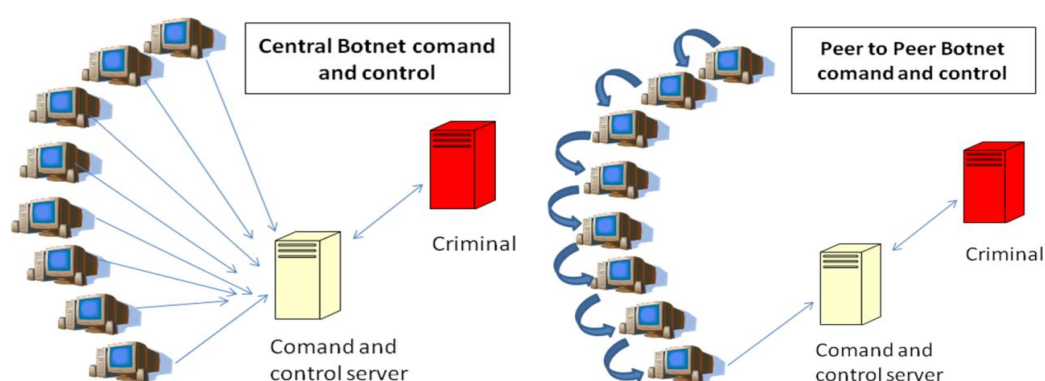 Central Botnet comand
and control
Criminal
Comand and
control server
Peer to Peer Botnet
comand and control
Criminal
Comand and
control server